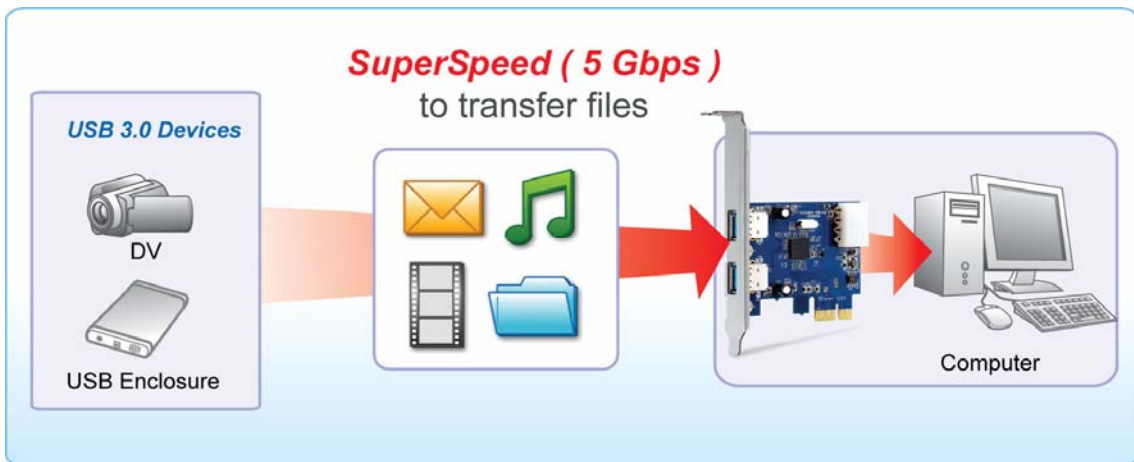 SuperSpeed ( 5 Gbps )
to transfer files
USB 3.0 Devices
DV
USB Enclosure
Computer